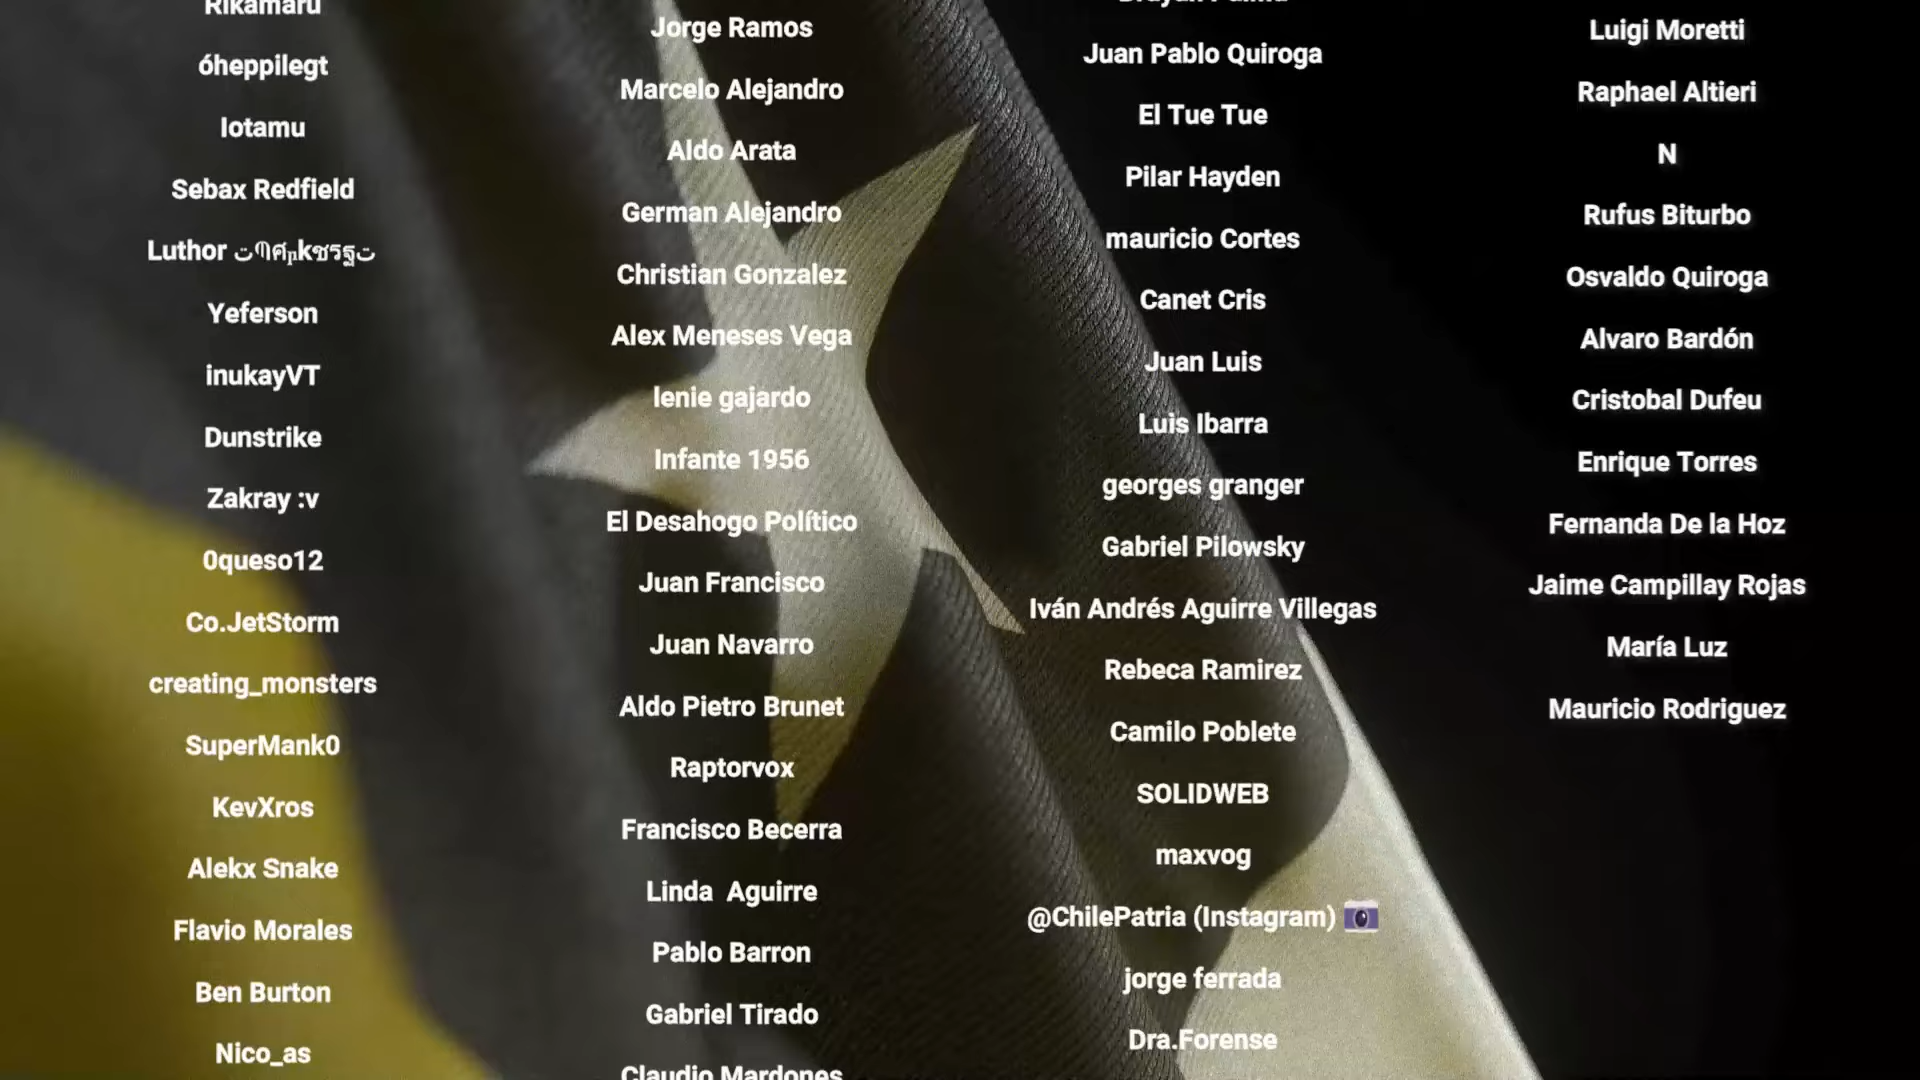 Rikamaru
óheppilegt
Iotamu
Sebax Redfield
Luthor
Yeferson
inukayVT
Dunstrike
Zakray :v
0queso12
Co.JetStorm
creating_monsters
SuperMank0
KevXros
Alekx Snake
Flavio Morales
Ben Burton
Nico_as
Jorge Ramos
Marcelo Alejandro
Aldo Arata
German Alejandro
Christian Gonzalez
Alex Meneses Vega
lenie gajardo
Infante 1956
El Desahogo Político
Juan Francisco
Juan Navarro
Aldo Pietro Brunet
Raptorvox
Francisco Becerra
Linda  Aguirre
Pablo Barron
Gabriel Tirado
Claudio Mardones
Juan Pablo Quiroga
El Tue Tue
Pilar Hayden
mauricio Cortes
Canet Cris
Juan Luis
Luis Ibarra
georges granger
Gabriel Pilowsky
Iván Andrés Aguirre Villegas
Rebeca Ramirez
Camilo Poblete
SOLIDWEB
maxvog
@ChilePatria (Instagram) 📷
jorge ferrada
Dra.Forense
Luigi Moretti
Raphael Altieri
N
Rufus Biturbo
Osvaldo Quiroga
Alvaro Bardón
Cristobal Dufeu
Enrique Torres
Fernanda De la Hoz
Jaime Campillay Rojas
María Luz
Mauricio Rodriguez